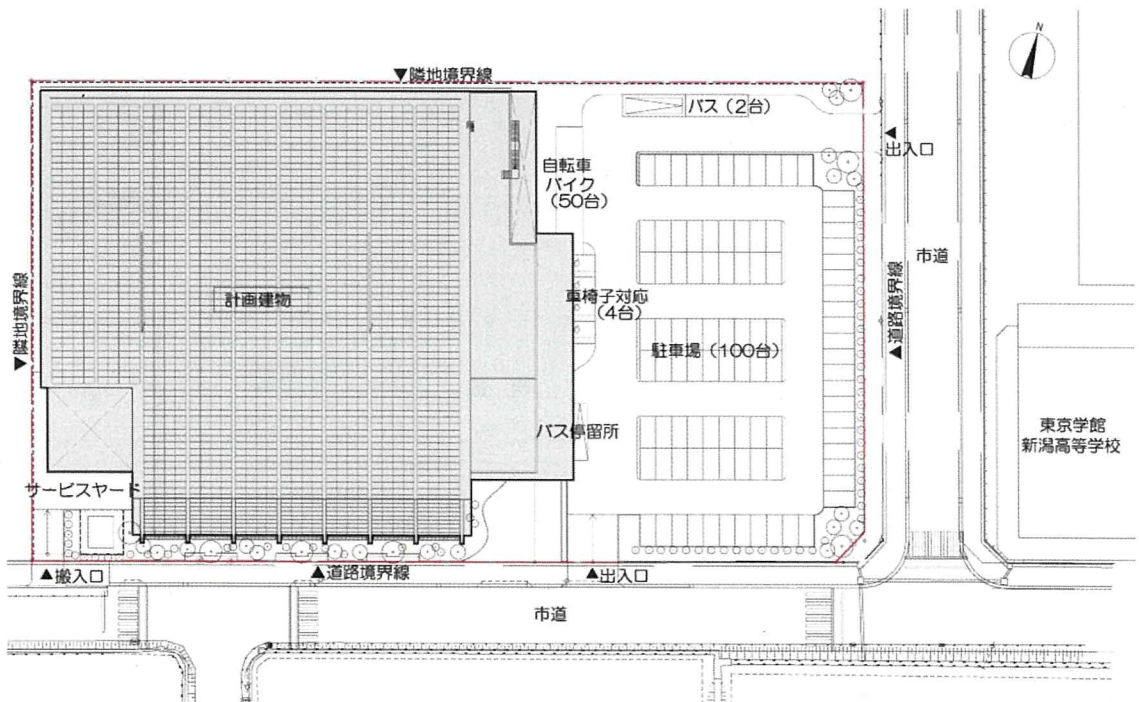 N
▼隣地境界線
バス（2台）
▲
出入口
自転車
バイク
（50台）
市道
計画建物
車椅子対応
（4台）
▼隣地境界線
▲道路境界線
駐車場（100台）
バス停留所
東京学館
新潟高等学校
サービスヤード
▲搬入口
▲道路境界線
▲出入口
市道